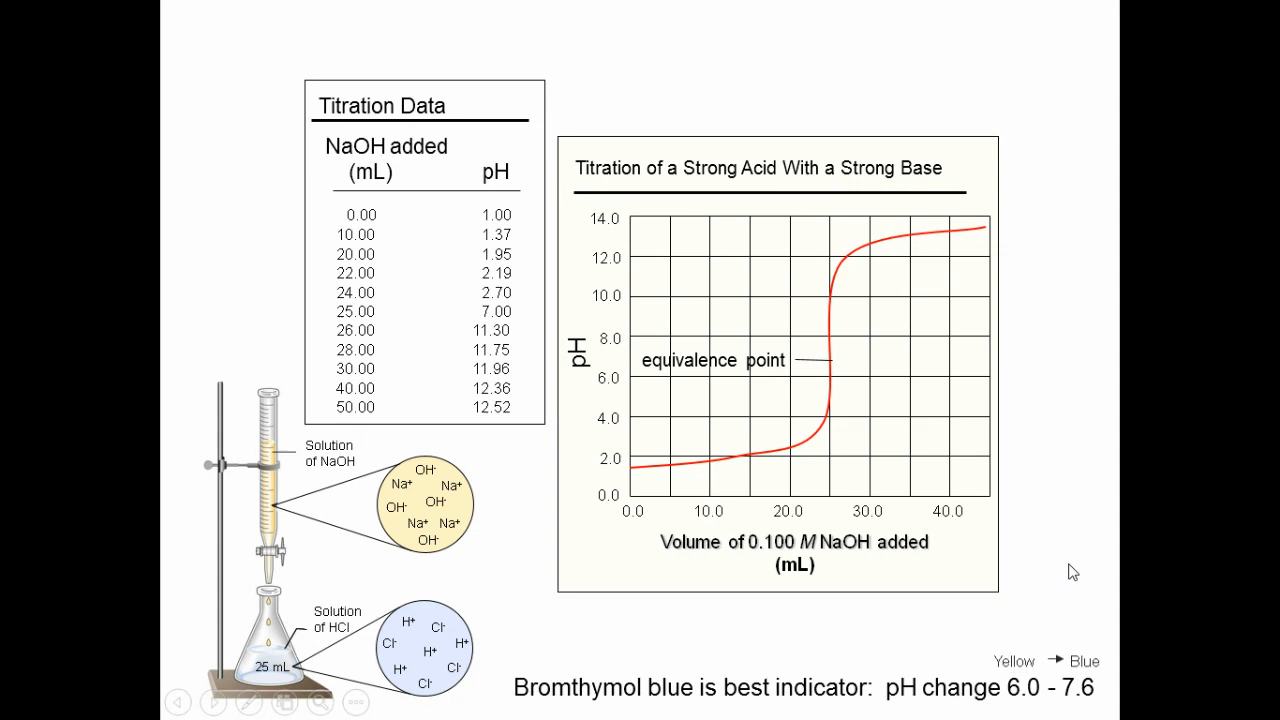 Titration Data
NaOH added
(mL) pH
0.00 1.00
10.00 1.37
20.00 1.95
22.00 2.19
24.00 2.70
25.00 7.00
26.00 11.30
28.00 11.75
30.00 11.96
40.00 12.36
50.00 12.52
Titration of a Strong Acid With a Strong Base
14.0
12.0
10.0
8.0
6.0
4.0
2.0
0.0
pH
equivalence point
0.0 10.0 20.0 30.0 40.0
Volume of 0.100 M NaOH added
(mL)
Solution
of NaOH
OH-
Na+ Na+
OH- OH-
Na+ Na+
OH-
Solution
of HCl
25 mL
H+ Cl-
Cl- H+ H+
H+ Cl-
Cl-
Yellow → Blue
Bromthymol blue is best indicator: pH change 6.0 - 7.6